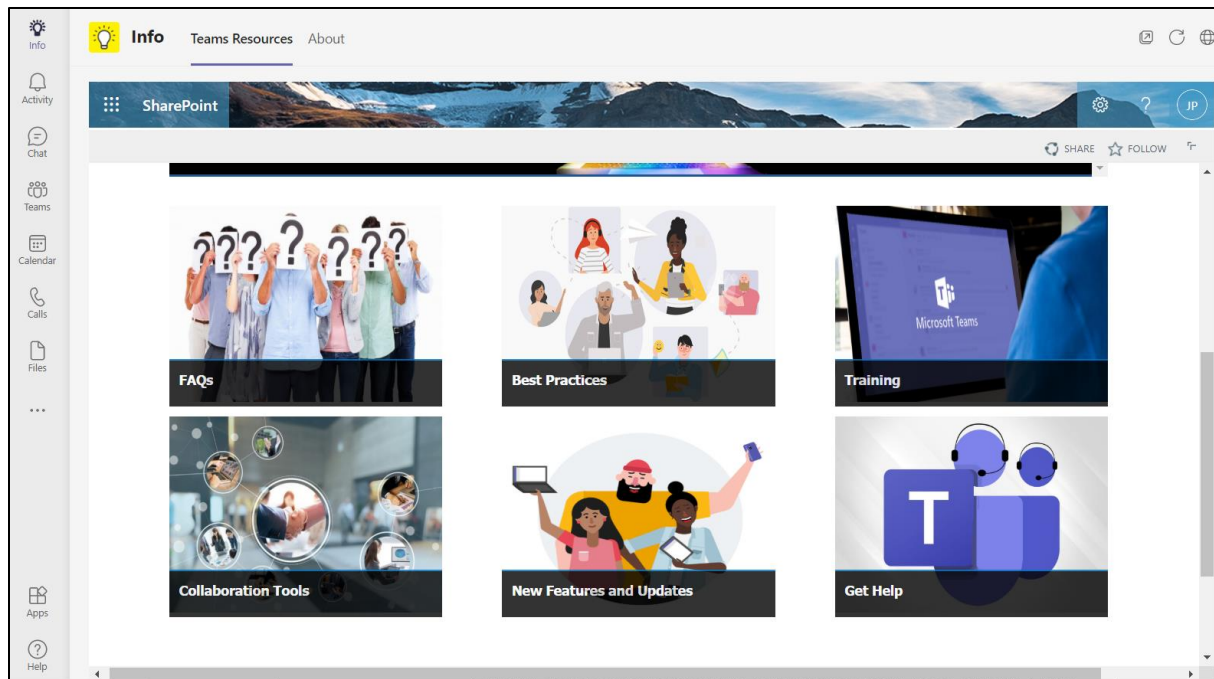 Info
Activity
Chat
Teams
Calendar
Calls
Files
Apps
Help
Info Teams Resources About
SharePoint
? JP
SHARE FOLLOW
? ? ? ? ? ? ?
FAQs
Best Practices
Microsoft Teams
Training
Collaboration Tools
New Features and Updates
T
Get Help